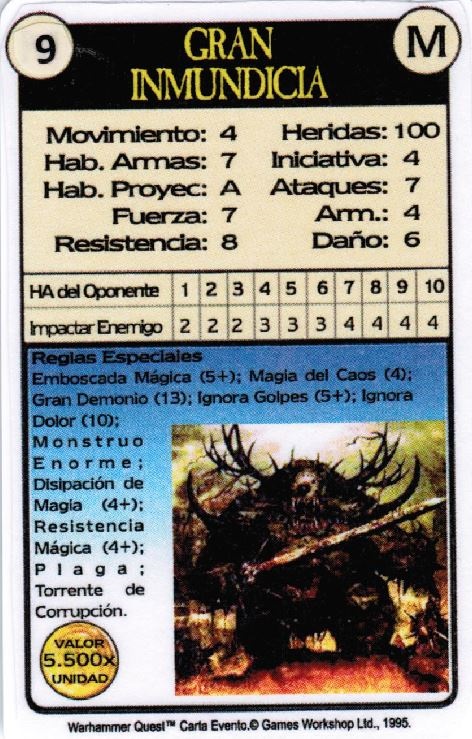 9
M
GRAN
INMUNDICIA
Movimiento: 4 Heridas: 100
Hab. Armas: 7 Iniciativa: 4
Hab. Proyec: A Ataques: 7
Fuerza: 7 Arm.: 4
Resistencia: 8 Daño: 6
HA del Oponente 1 2 3 4 5 6 7 8 9 10
Impactar Enemigo 2 2 2 3 3 3 4 4 4 4
Reglas Especiales
Emboscada Mágica (5+); Magia del Caos (4);
Gran Demonio (13); Ignora Golpes (5+); Ignora
Dolor (10);
Monstruo
Enorme;
Disipación de
Magia (4+);
Resistencia
Mágica (4+);
Plaga;
Torrente de
Corrupción.
VALOR
5.500x
UNIDAD
Warhammer Quest™ Carta Evento.© Games Workshop Ltd., 1995.